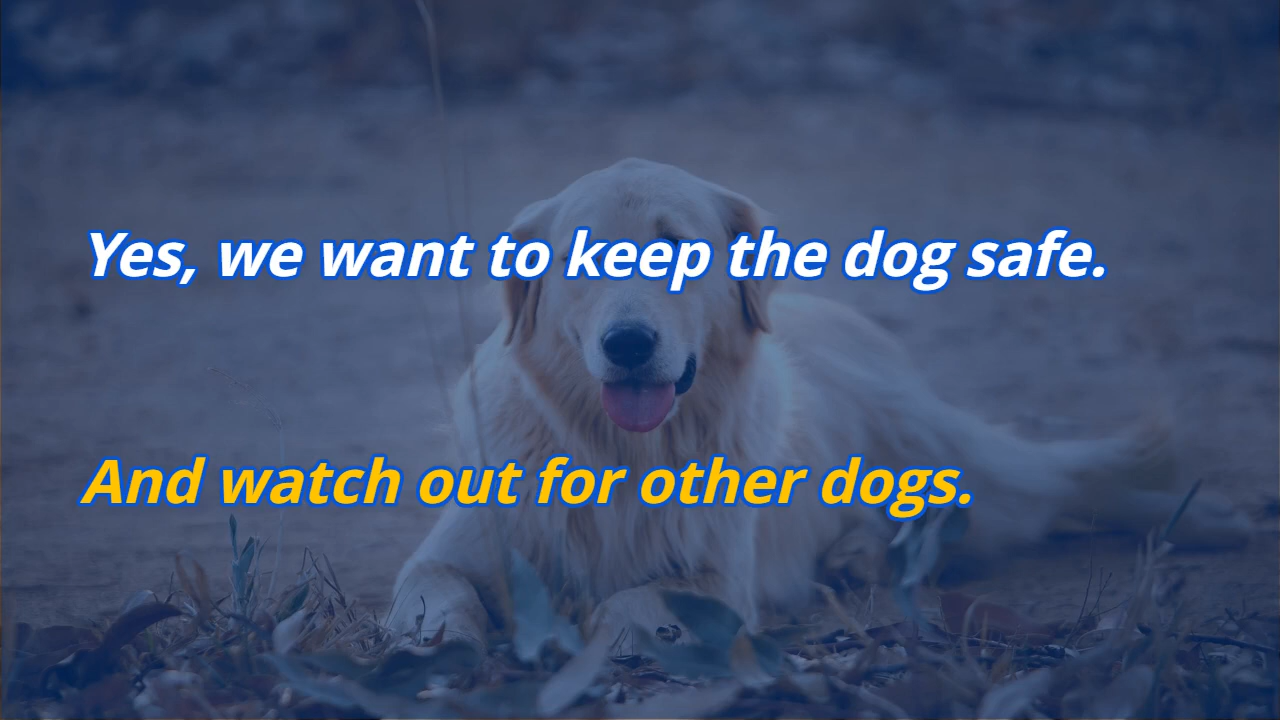 Yes, we want to keep the dog safe.
And watch out for other dogs.